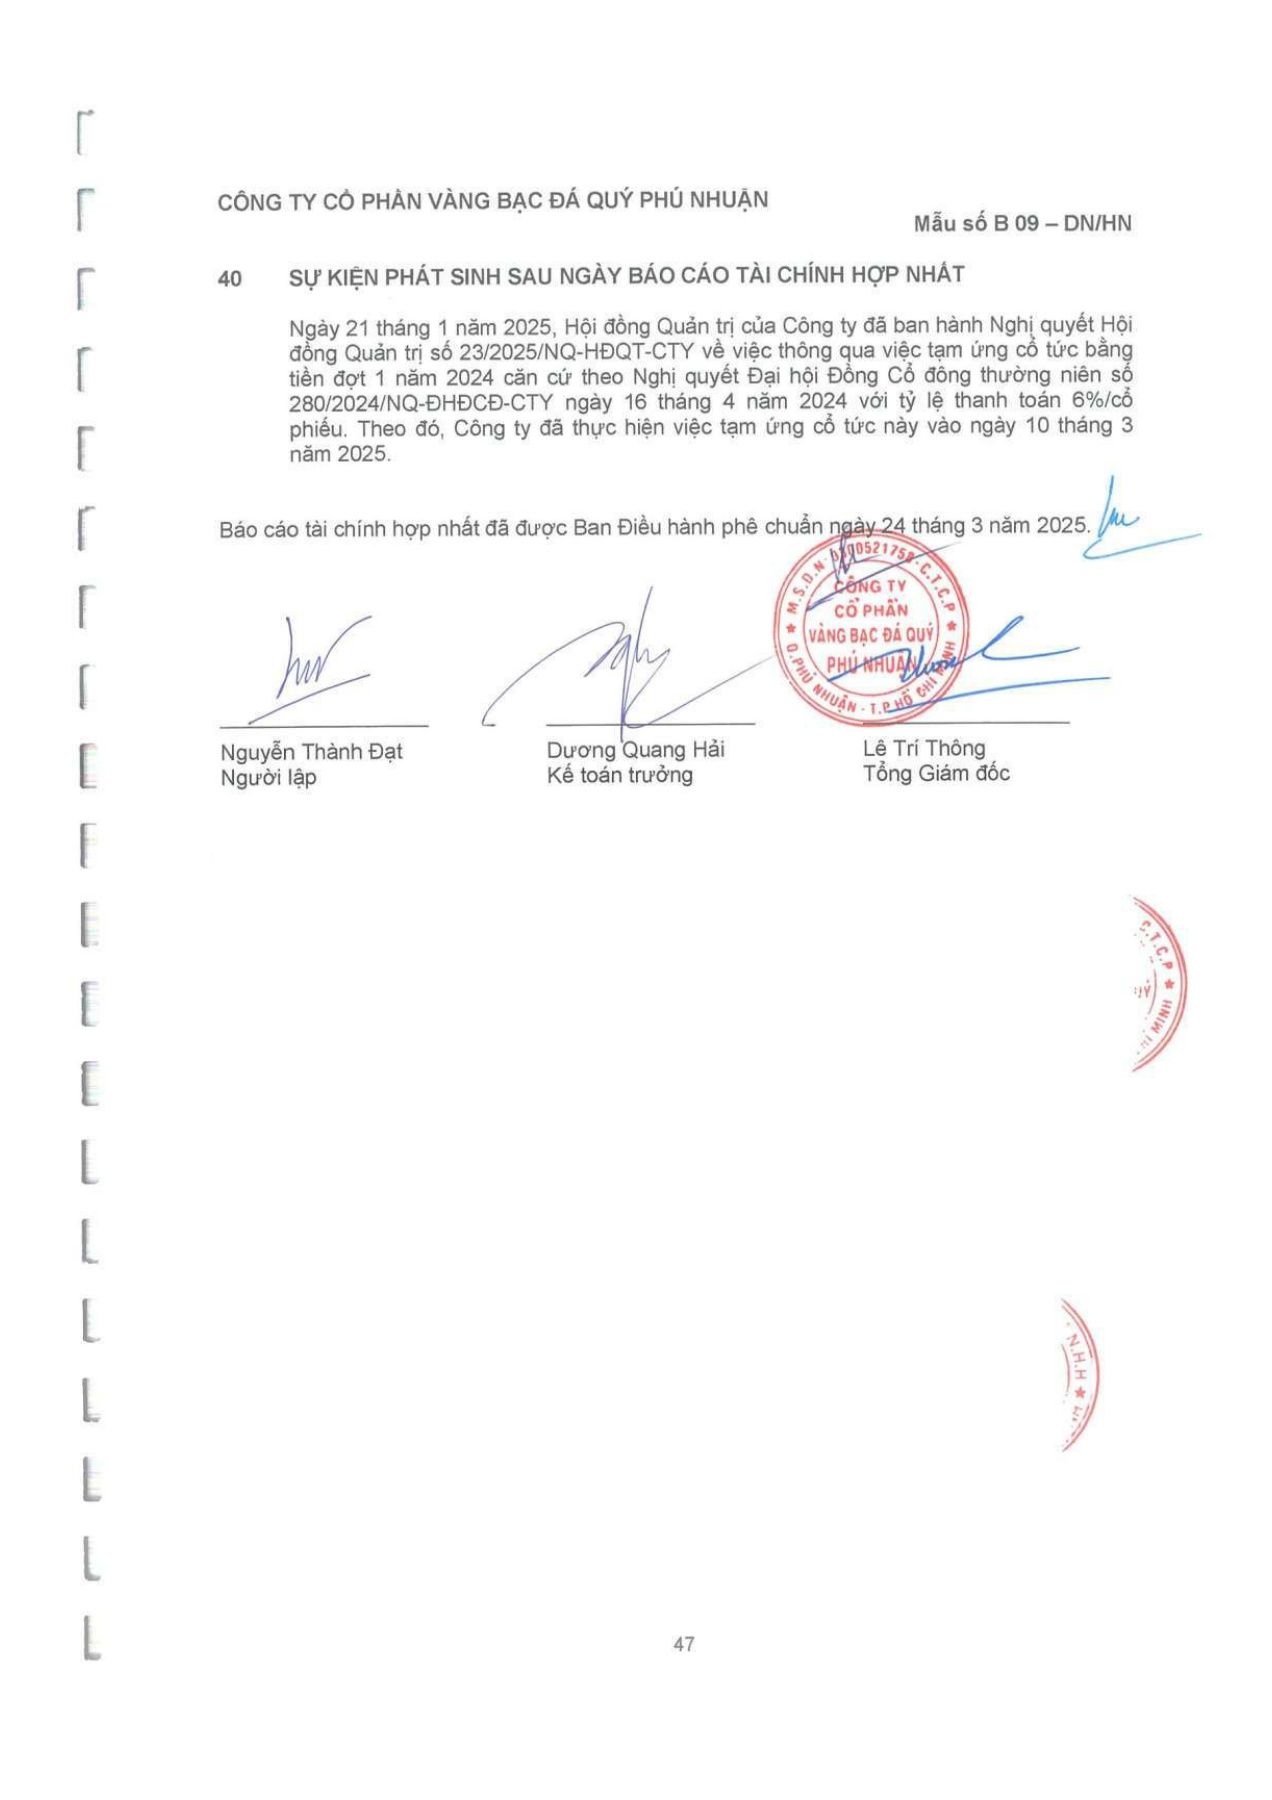 CÔNG TY CỔ PHẦN VÀNG BẠC ĐÁ QUÝ PHÚ NHUẬN
Mẫu số B 09 – DN/HN
40 SỰ KIỆN PHÁT SINH SAU NGÀY BÁO CÁO TÀI CHÍNH HỢP NHẤT
Ngày 21 tháng 1 năm 2025, Hội đồng Quản trị của Công ty đã ban hành Nghị quyết Hội
đồng Quản trị số 23/2025/NQ-HĐQT-CTY về việc thông qua việc tạm ứng cổ tức bằng
tiền đợt 1 năm 2024 căn cứ theo Nghị quyết Đại hội Đồng Cổ đông thường niên số
280/2024/NQ-ĐHĐCĐ-CTY ngày 16 tháng 4 năm 2024 với tỷ lệ thanh toán 6%/cổ
phiếu. Theo đó, Công ty đã thực hiện việc tạm ứng cổ tức này vào ngày 10 tháng 3
năm 2025.
Báo cáo tài chính hợp nhất đã được Ban Điều hành phê chuẩn ngày 24 tháng 3 năm 2025.
M.S.D.N: 0300521758-C.T.C.P
CÔNG TY
CỔ PHẦN
VÀNG BẠC ĐÁ QUÝ
PHÚ NHUẬN
Q.PHÚ NHUẬN - T.P HỒ CHÍ MINH
Nguyễn Thành Đạt
Người lập
Dương Quang Hải
Kế toán trưởng
Lê Trí Thông
Tổng Giám đốc
C.T.C.P
MINH
N.H.H
47